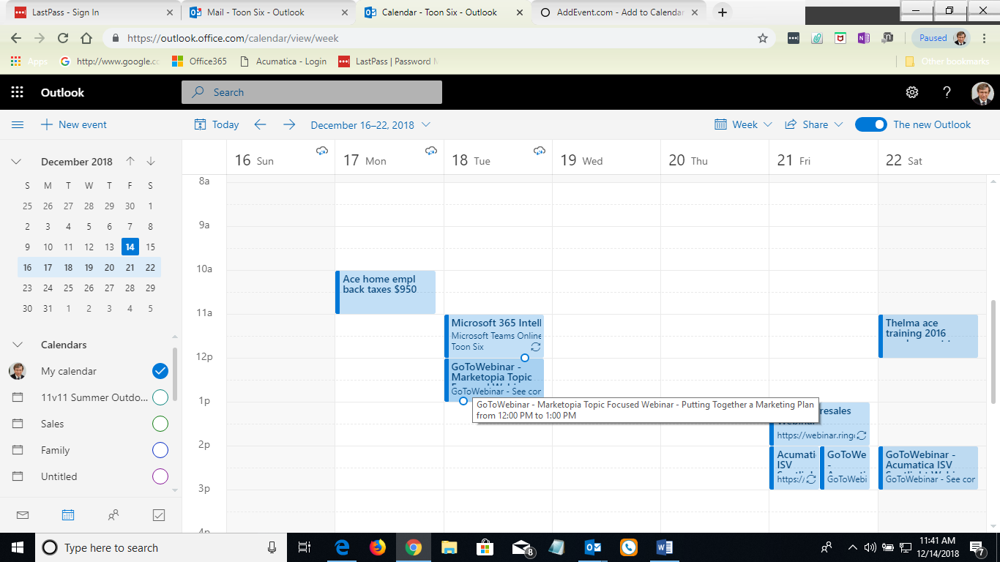 LastPass - Sign In
Mail - Toon Six - Outlook
Calendar - Toon Six - Outlook
AddEvent.com - Add to Calendar
https://outlook.office.com/calendar/view/week
Paused
Apps
http://www.google.co
Office365
Acumatica - Login
LastPass | Password
Other bookmarks
Outlook
Search
?
New event
Today
December 16–22, 2018
Week
Share
The new Outlook
December 2018
S M T W T F S
25 26 27 28 29 30 1
2 3 4 5 6 7 8
9 10 11 12 13 14 15
16 17 18 19 20 21 22
23 24 25 26 27 28 29
30 31 1 2 3 4 5
Calendars
My calendar
11v11 Summer Outdo...
Sales
Family
Untitled
16 Sun
17 Mon
18 Tue
19 Wed
20 Thu
21 Fri
22 Sat
8a
9a
10a
11a
12p
1p
2p
3p
4p
Ace home empl
back taxes $950
Microsoft 365 Intell
Microsoft Teams Online
Toon Six
GoToWebinar -
Marketopia Topic
GoToWebinar - See cor
GoToWebinar - Marketopia Topic Focused Webinar - Putting Together a Marketing Plan
from 12:00 PM to 1:00 PM
resales
https://webinar.ringc
Acumati
ISV
https://
GoToWe
-
GoToWebi
Thelma ace
training 2016
GoToWebinar -
Acumatica ISV
GoToWebinar - See cor
Type here to search
8
11:41 AM
12/14/2018
7